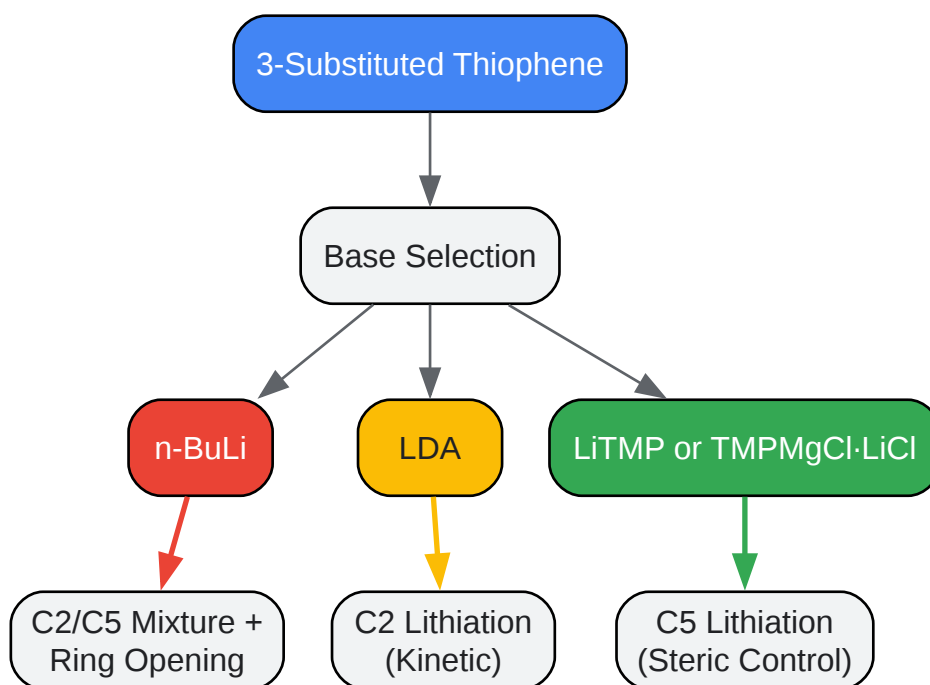 3-Substituted Thiophene
Base Selection
n-BuLi
LDA
LiTMP or TMPMgCl·LiCl
C2/C5 Mixture +
Ring Opening
C2 Lithiation
(Kinetic)
C5 Lithiation
(Steric Control)